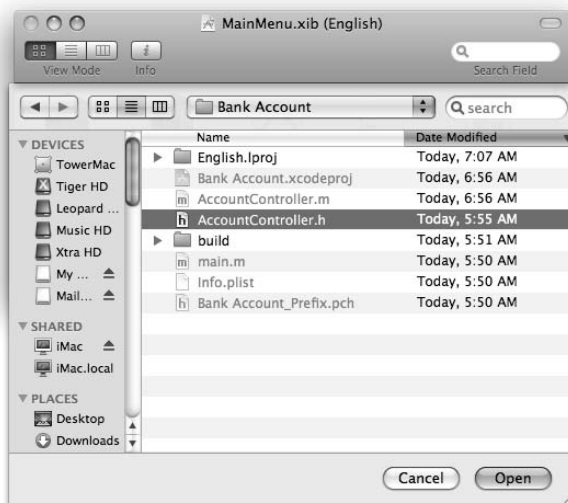 MainMenu.xib (English)
View Mode Info Search Field
Bank Account search
DEVICES
TowerMac
Tiger HD
Leopard ...
Music HD
Xtra HD
My ...
Mail...
SHARED
iMac
iMac.local
PLACES
Desktop
Downloads
Name Date Modified
English.lproj Today, 7:07 AM
Bank Account.xcodeproj Today, 6:56 AM
m AccountController.m Today, 6:56 AM
h AccountController.h Today, 5:55 AM
build Today, 5:51 AM
m main.m Today, 5:50 AM
Info.plist Today, 5:50 AM
h Bank Account_Prefix.pch Today, 5:50 AM
Cancel Open